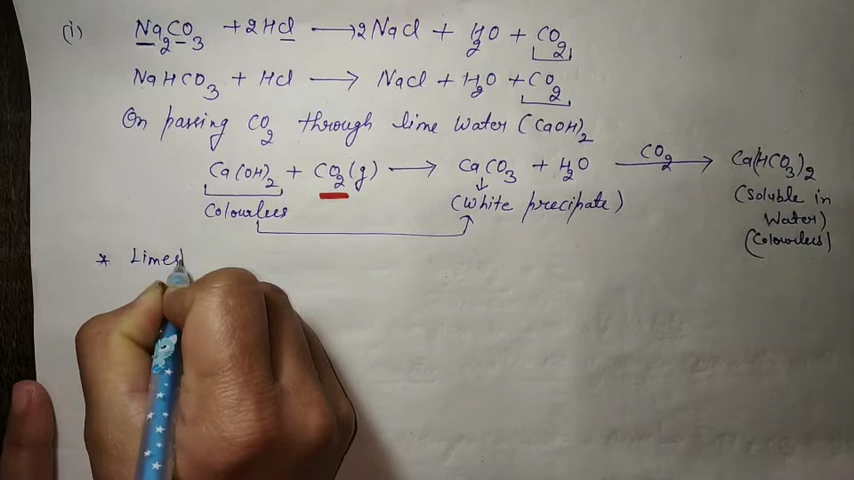 (i) Na₂CO₃ + 2HCl ⟶ 2NaCl + H₂O + CO₂
NaHCO₃ + HCl ⟶ NaCl + H₂O + CO₂
On passing CO₂ through lime Water (CaOH)₂
Ca(OH)₂ + CO₂(g) ⟶ CaCO₃ + H₂O —CO₂⟶ Ca(HCO₃)₂
Colourless (White precipate) (Soluble in
Water)
(Colourless)
* Limes